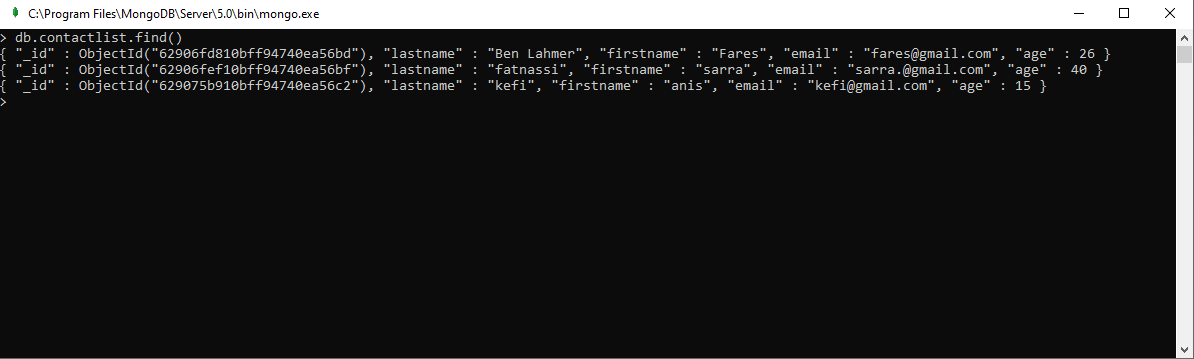 C:\Program Files\MongoDB\Server\5.0\bin\mongo.exe
> db.contactlist.find()
{ "_id" : ObjectId("62906fd810bff94740ea56bd"), "lastname" : "Ben Lahmer", "firstname" : "Fares", "email" : "fares@gmail.com", "age" : 26 }
{ "_id" : ObjectId("62906fef10bff94740ea56bf"), "lastname" : "fatnassi", "firstname" : "sarra", "email" : "sarra.@gmail.com", "age" : 40 }
{ "_id" : ObjectId("629075b910bff94740ea56c2"), "lastname" : "kefi", "firstname" : "anis", "email" : "kefi@gmail.com", "age" : 15 }
>